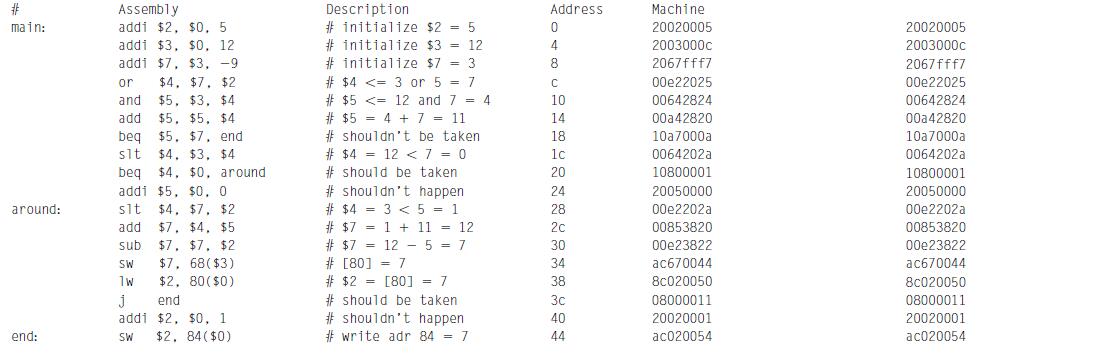 # Assembly Description Address Machine
main: addi $2, $0, 5 # initialize $2 = 5 0 20020005 20020005
addi $3, $0, 12 # initialize $3 = 12 4 2003000c 2003000c
addi $7, $3, −9 # initialize $7 = 3 8 2067fff7 2067fff7
or $4, $7, $2 # $4 <= 3 or 5 = 7 c 00e22025 00e22025
and $5, $3, $4 # $5 <= 12 and 7 = 4 10 00642824 00642824
add $5, $5, $4 # $5 = 4 + 7 = 11 14 00a42820 00a42820
beq $5, $7, end # shouldn't be taken 18 10a7000a 10a7000a
slt $4, $3, $4 # $4 = 12 < 7 = 0 1c 0064202a 0064202a
beq $4, $0, around # should be taken 20 10800001 10800001
addi $5, $0, 0 # shouldn't happen 24 20050000 20050000
around: slt $4, $7, $2 # $4 = 3 < 5 = 1 28 00e2202a 00e2202a
add $7, $4, $5 # $7 = 1 + 11 = 12 2c 00853820 00853820
sub $7, $7, $2 # $7 = 12 − 5 = 7 30 00e23822 00e23822
sw $7, 68($3) # [80] = 7 34 ac670044 ac670044
lw $2, 80($0) # $2 = [80] = 7 38 8c020050 8c020050
j end # should be taken 3c 08000011 08000011
addi $2, $0, 1 # shouldn't happen 40 20020001 20020001
end: sw $2, 84($0) # write adr 84 = 7 44 ac020054 ac020054